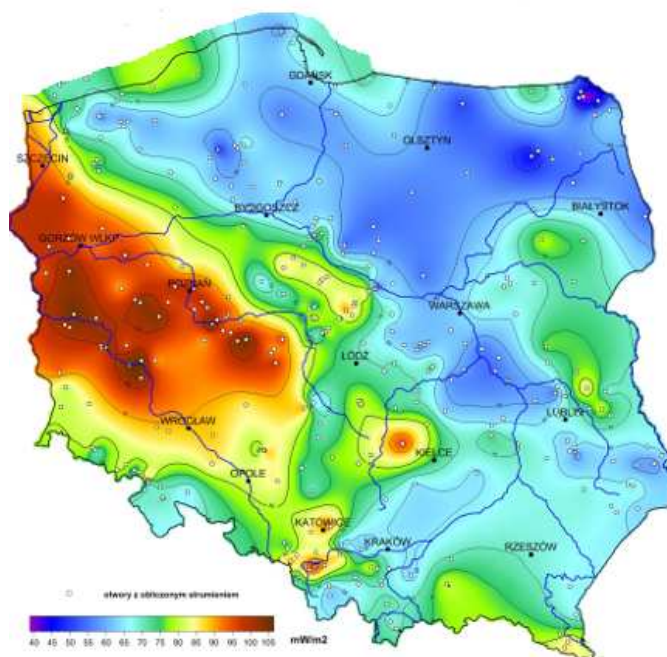 GDAŃSK
OLSZTYN
SZCZECIN
BYDGOSZCZ
BIAŁYSTOK
GORZÓW WLKP
POZNAŃ
WARSZAWA
ŁÓDŹ
LUBLIN
WROCŁAW
KIELCE
OPOLE
KATOWICE
KRAKÓW
RZESZÓW
otwory z obliczonym strumieniem
40 45 50 55 60 65 70 75 80 85 90 95 100 105 mW/m2